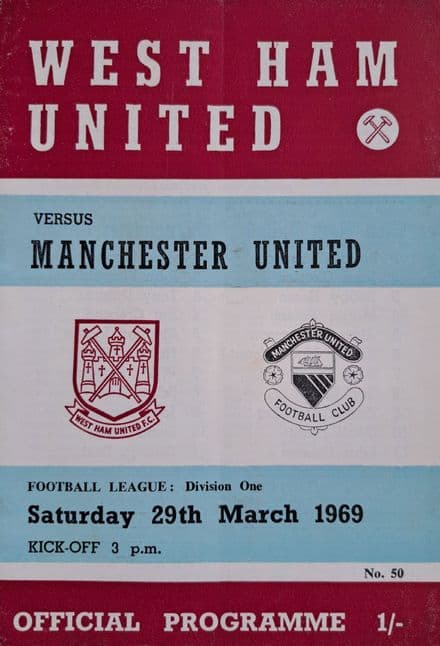 WEST HAM
UNITED
VERSUS
MANCHESTER UNITED
WEST HAM UNITED F.C.
MANCHESTER UNITED
FOOTBALL CLUB
FOOTBALL LEAGUE: Division One
Saturday 29th March 1969
KICK-OFF 3 p.m.
No. 50
OFFICIAL PROGRAMME 1/-